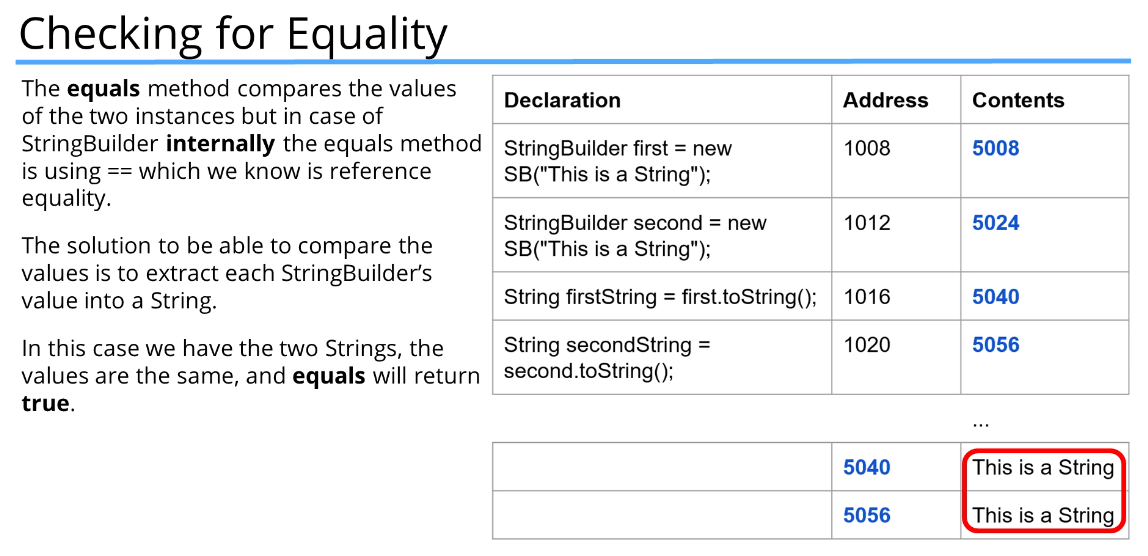 Checking for Equality
The equals method compares the values
of the two instances but in case of
StringBuilder internally the equals method
is using == which we know is reference
equality.
The solution to be able to compare the
values is to extract each StringBuilder’s
value into a String.
In this case we have the two Strings, the
values are the same, and equals will return
true.
Declaration Address Contents
StringBuilder first = new 1008 5008
SB("This is a String");
StringBuilder second = new 1012 5024
SB("This is a String");
String firstString = first.toString(); 1016 5040
String secondString = 1020 5056
second.toString();
...
5040 This is a String
5056 This is a String